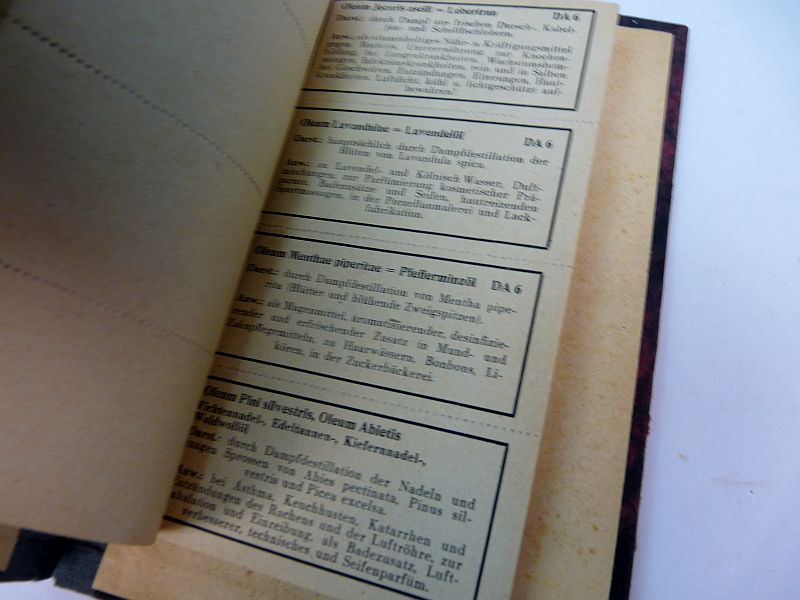 Oleum Jecoris aselli = Lebertran DA 6
Darst.: durch Dampf aus frischen Dorsch-, Kabel-
jau- und Schellfischlebern.
Anw.: als vitaminhaltiges Nähr- u. Kräftigungsmittel
gegen Rachitis, Unterernährung, zur Knochen-
bildung, bei Lungenkrankheiten, Wachstumshem-
mungen, Infektionskrankheiten, rein und in Salben
bei Geschwüren, Entzündungen, Eiterungen, Haut-
krankheiten. Luftdicht, kühl u. lichtgeschützt auf-
bewahren!
Oleum Lavandulae = Lavendelöl DA 6
Darst.: hauptsächlich durch Dampfdestillation der
Blüten von Lavandula spica.
Anw.: zu Lavendel- und Kölnisch Wasser, Duft-
mischungen, zur Parfümierung kosmetischer Prä-
parate, Badezusätze und Seifen, hautreizenden
Sportmassagen, in der Porzellanmalerei und Lack-
fabrikation.
Oleum Menthae piperitae = Pfefferminzöl DA 6
Darst.: durch Dampfdestillation von Mentha pipe-
rita (Blätter und blühende Zweigspitzen).
Anw.: als Magenmittel, aromatisierender, desinfizie-
render und erfrischender Zusatz in Mund- und
Zahnpflegemitteln, zu Haarwässern, Bonbons, Li-
kören, in der Zuckerbäckerei.
Oleum Pini silvestris, Oleum Abietis
Fichtennadel-, Edeltannen-, Kiefernnadel-,
Waldwollöl
Darst.: durch Dampfdestillation der Nadeln und
jungen Sprossen von Abies pectinata, Pinus sil-
vestris und Picea excelsa.
Anw.: bei Asthma, Keuchhusten, Katarrhen und
Entzündungen des Rachens und der Luftröhre, zur
Inhalation und Einreibung, als Badezusatz, Luft-
verbesserer, technisches und Seifenparfüm.